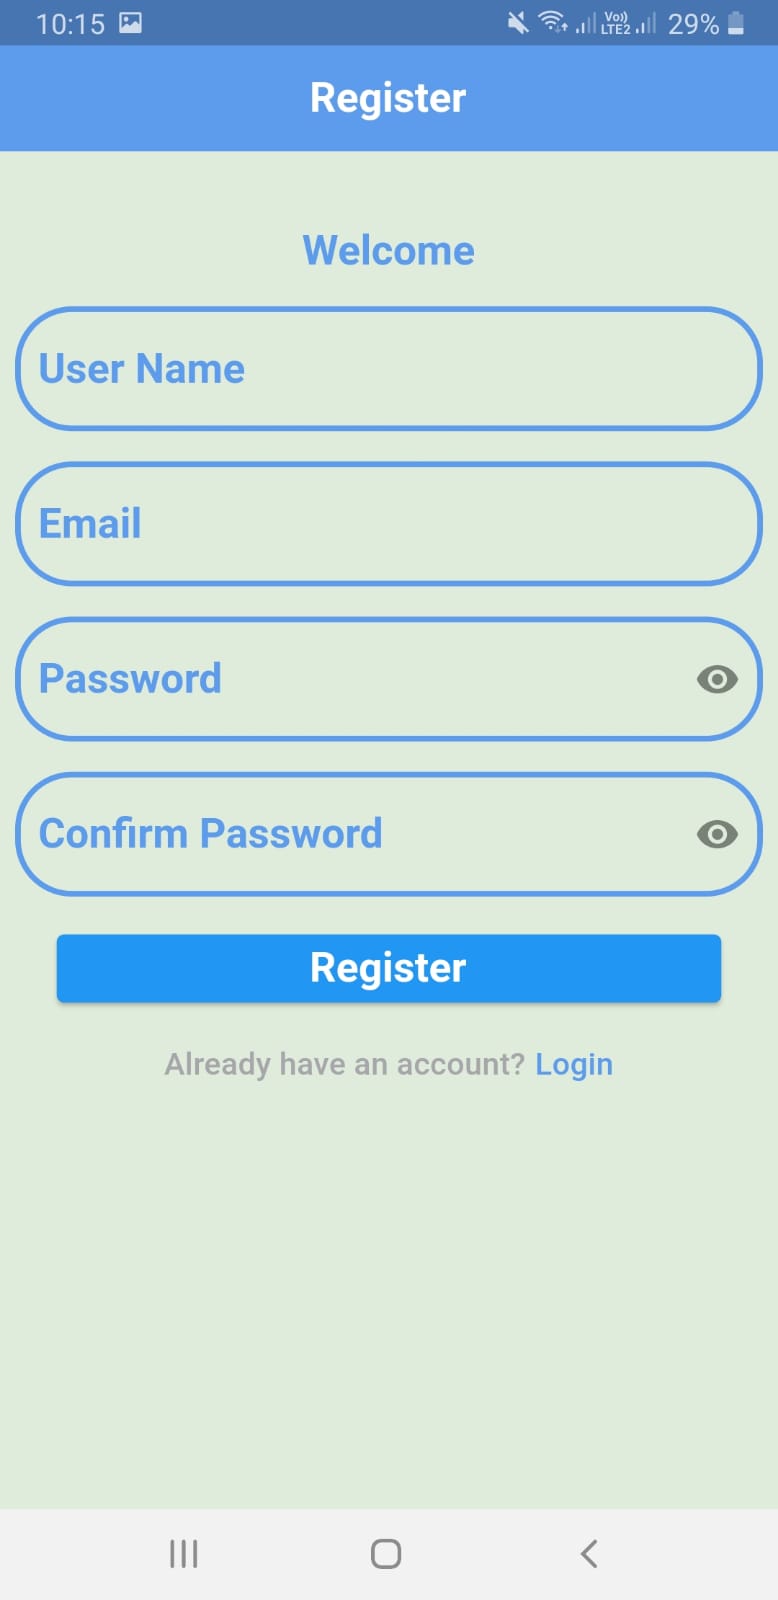 10:15 Vo)) LTE2 29%
Register
Welcome
User Name
Email
Password
Confirm Password
Register
Already have an account? Login